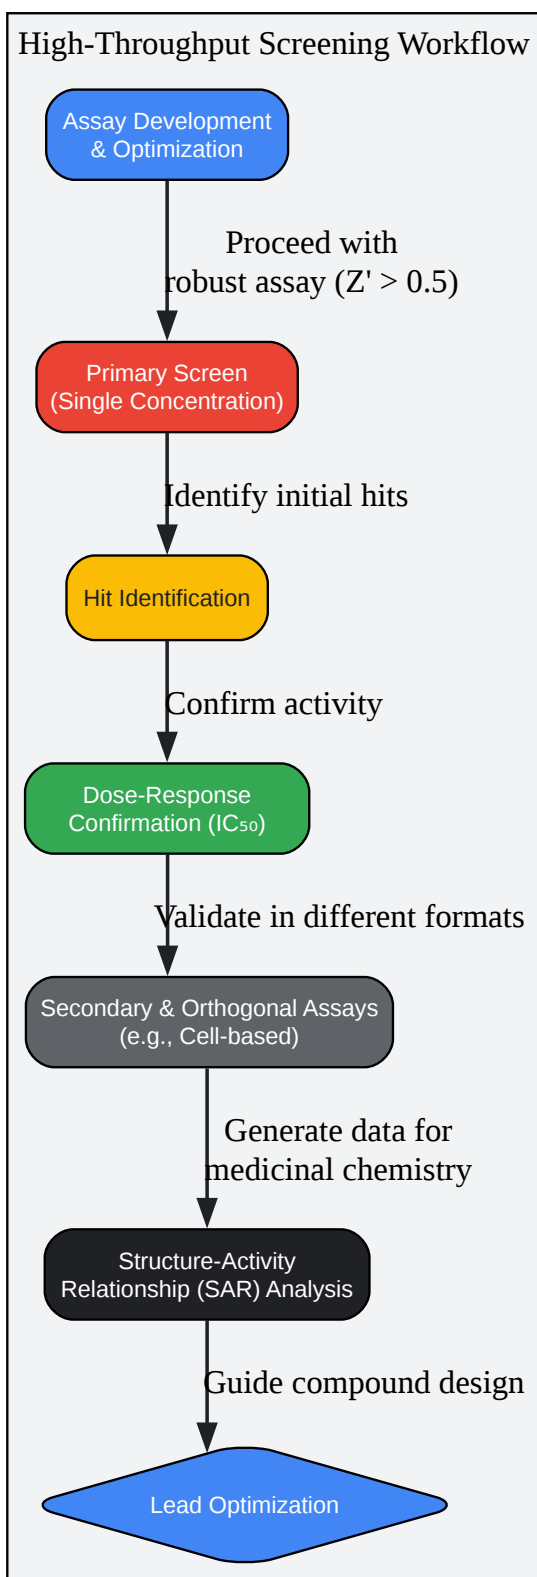 High-Throughput Screening Workflow
Assay Development
& Optimization
Proceed with
robust assay (Z' > 0.5)
Primary Screen
(Single Concentration)
Identify initial hits
Hit Identification
Confirm activity
Dose-Response
Confirmation (IC₅₀)
Validate in different formats
Secondary & Orthogonal Assays
(e.g., Cell-based)
Generate data for
medicinal chemistry
Structure-Activity
Relationship (SAR) Analysis
Guide compound design
Lead Optimization